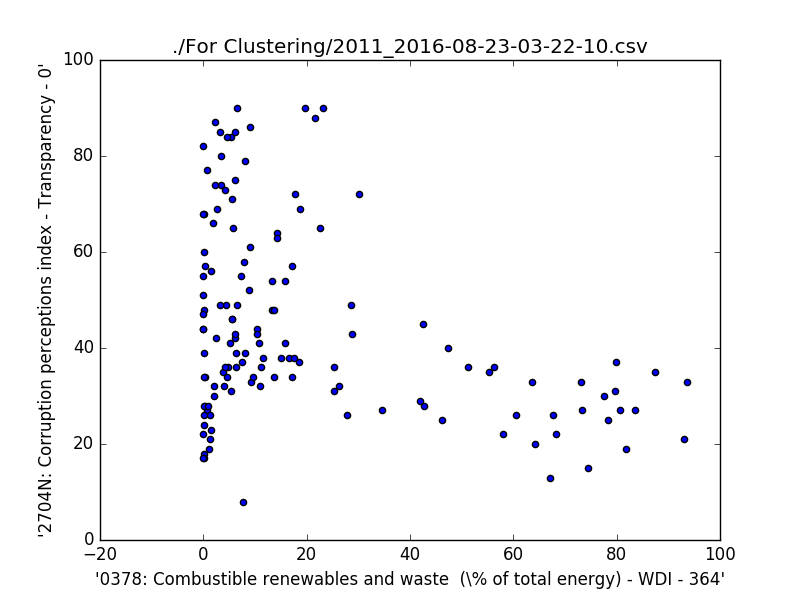 ./For Clustering/2011_2016-08-23-03-22-10.csv
100
80
60
40
20
0
'2704N: Corruption perceptions index - Transparency - 0'
−20 0 20 40 60 80 100
'0378: Combustible renewables and waste (\% of total energy) - WDI - 364'